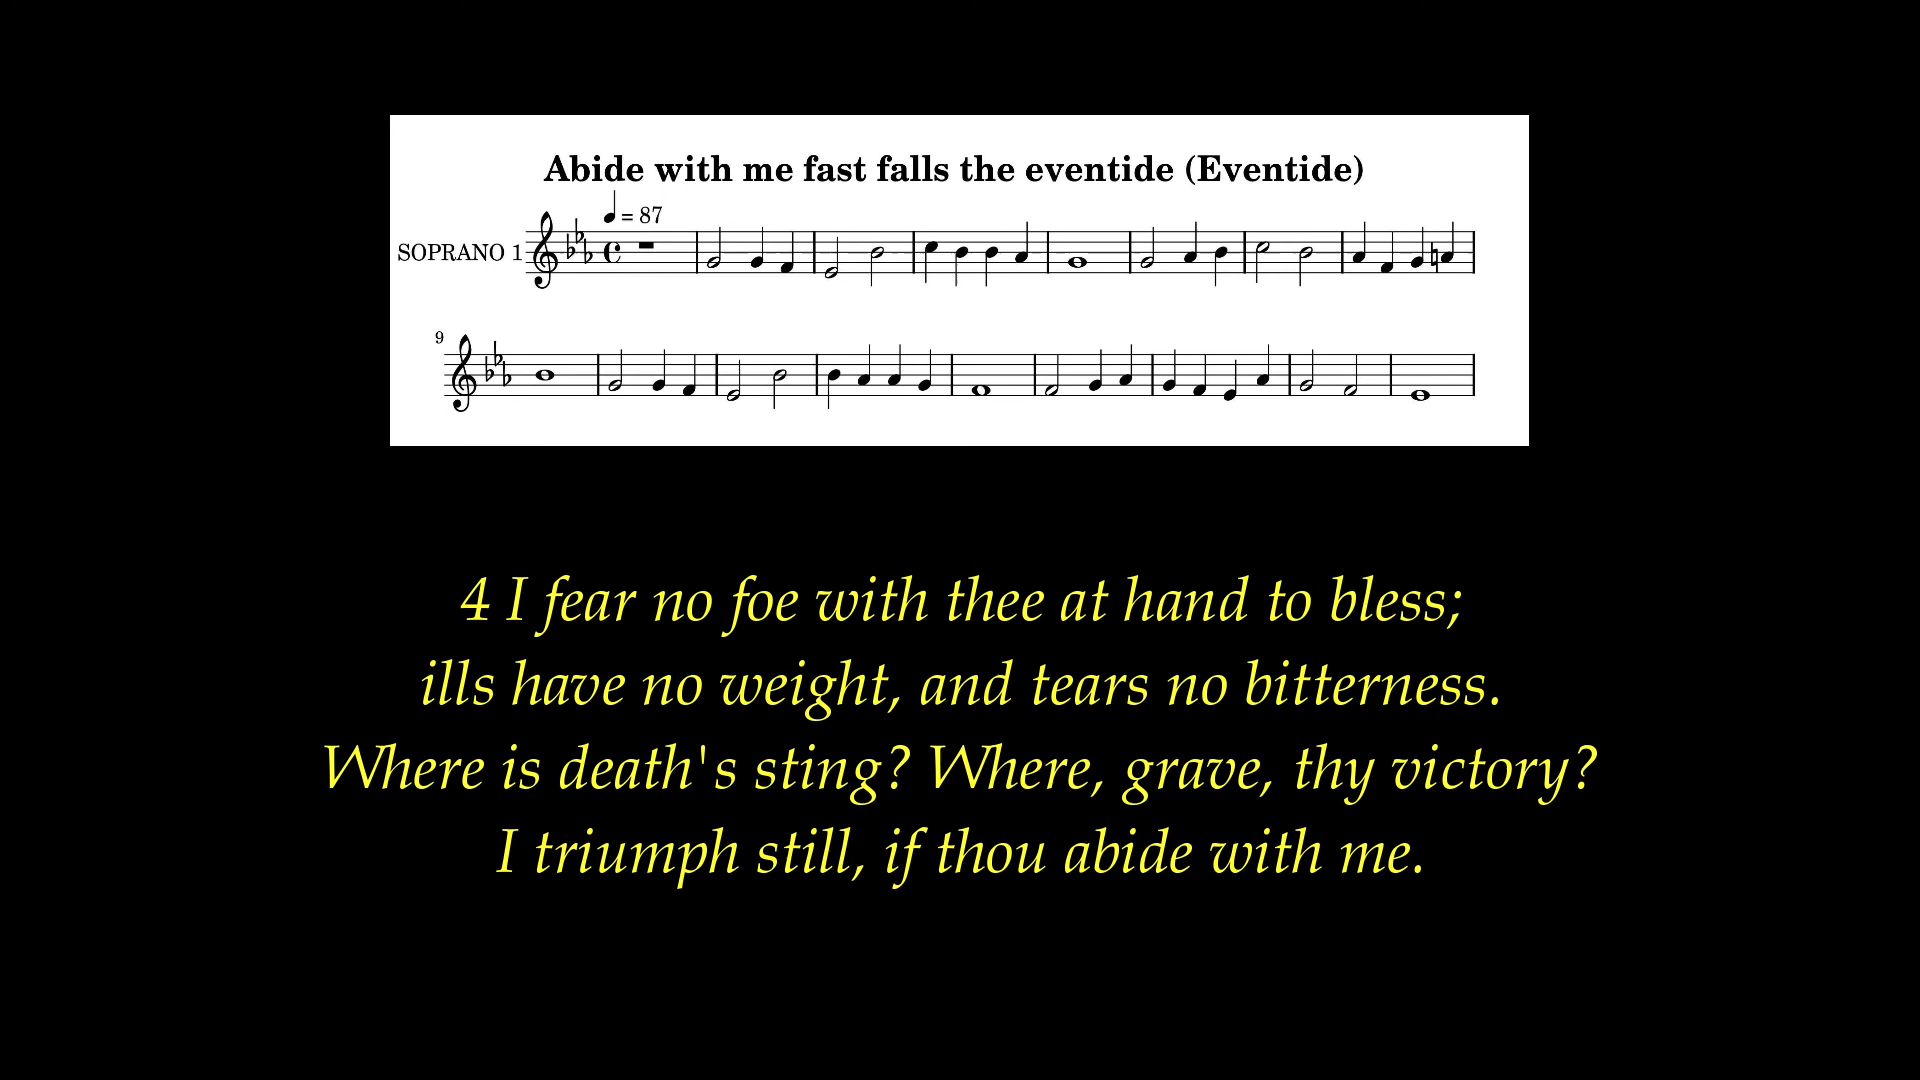 Abide with me fast falls the eventide (Eventide)
= 87
SOPRANO 1
9
4 I fear no foe with thee at hand to bless;
ills have no weight, and tears no bitterness.
Where is death's sting? Where, grave, thy victory?
I triumph still, if thou abide with me.